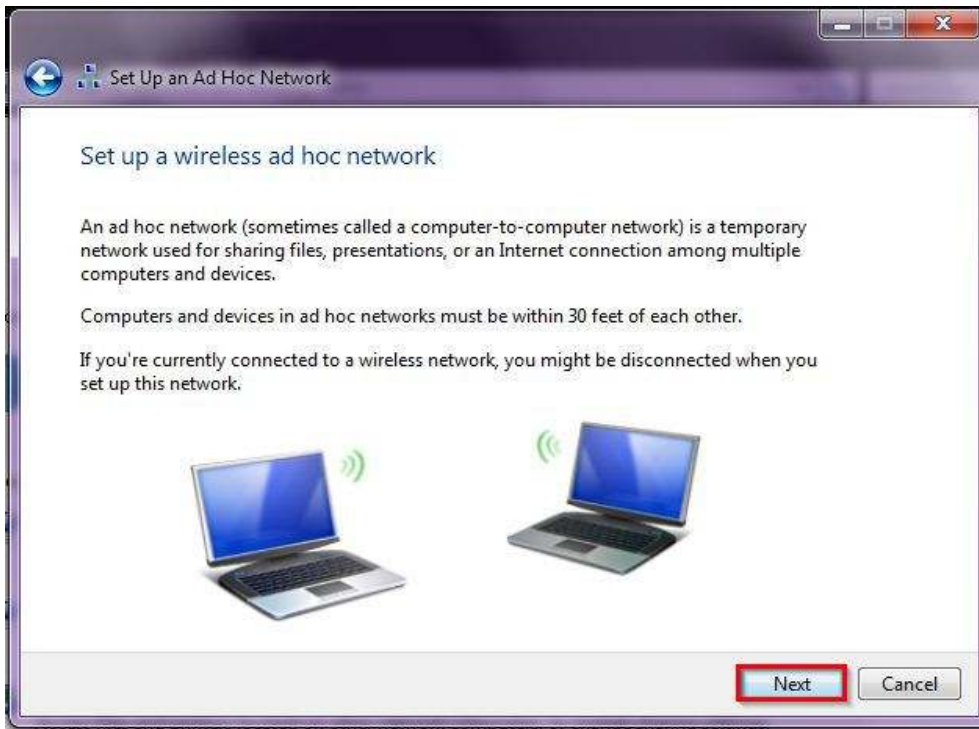 Set Up an Ad Hoc Network
Set up a wireless ad hoc network
An ad hoc network (sometimes called a computer-to-computer network) is a temporary
network used for sharing files, presentations, or an Internet connection among multiple
computers and devices.
Computers and devices in ad hoc networks must be within 30 feet of each other.
If you're currently connected to a wireless network, you might be disconnected when you
set up this network.
Next
Cancel